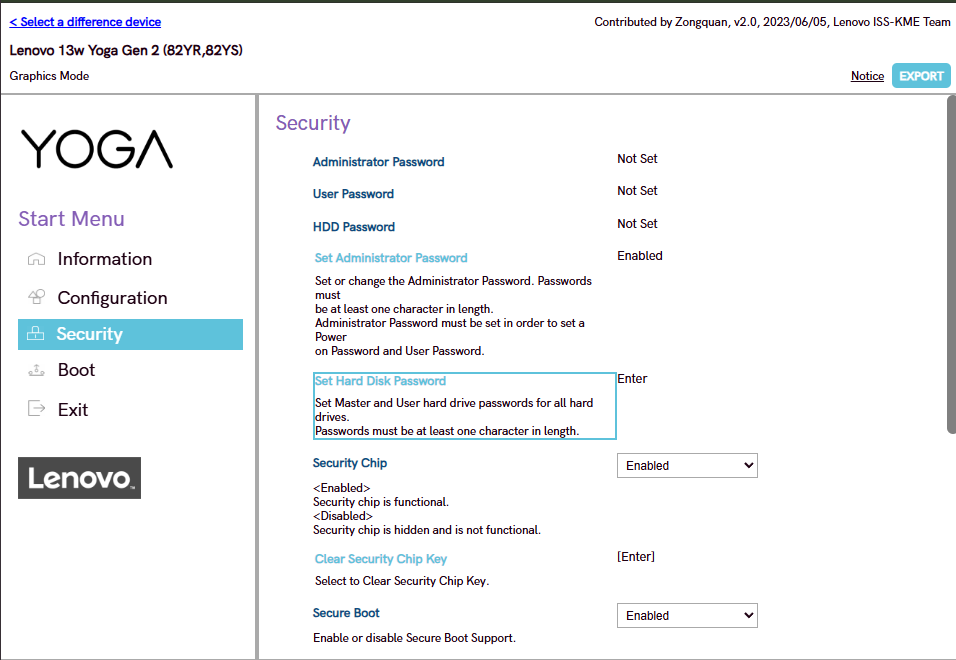 < Select a difference device
Contributed by Zongquan, v2.0, 2023/06/05, Lenovo ISS-KME Team
Lenovo 13w Yoga Gen 2 (82YR,82YS)
Graphics Mode
Notice
EXPORT
YOGA
Start Menu
Information
Configuration
Security
Boot
Exit
Lenovo™
Security
Administrator Password
Not Set
User Password
Not Set
HDD Password
Not Set
Set Administrator Password
Enabled
Set or change the Administrator Password. Passwords
must
be at least one character in length.
Administrator Password must be set in order to set a
Power
on Password and User Password.
Set Hard Disk Password
Enter
Set Master and User hard drive passwords for all hard
drives.
Passwords must be at least one character in length.
Security Chip
Enabled
<Enabled>
Security chip is functional.
<Disabled>
Security chip is hidden and is not functional.
Clear Security Chip Key
[Enter]
Select to Clear Security Chip Key.
Secure Boot
Enabled
Enable or disable Secure Boot Support.